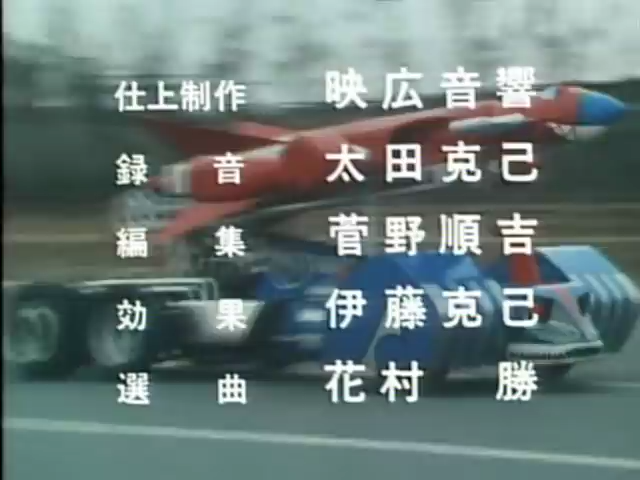 仕上制作 映広音響
録音 太田克己
編集 菅野順吉
効果 伊藤克己
選曲 花村勝